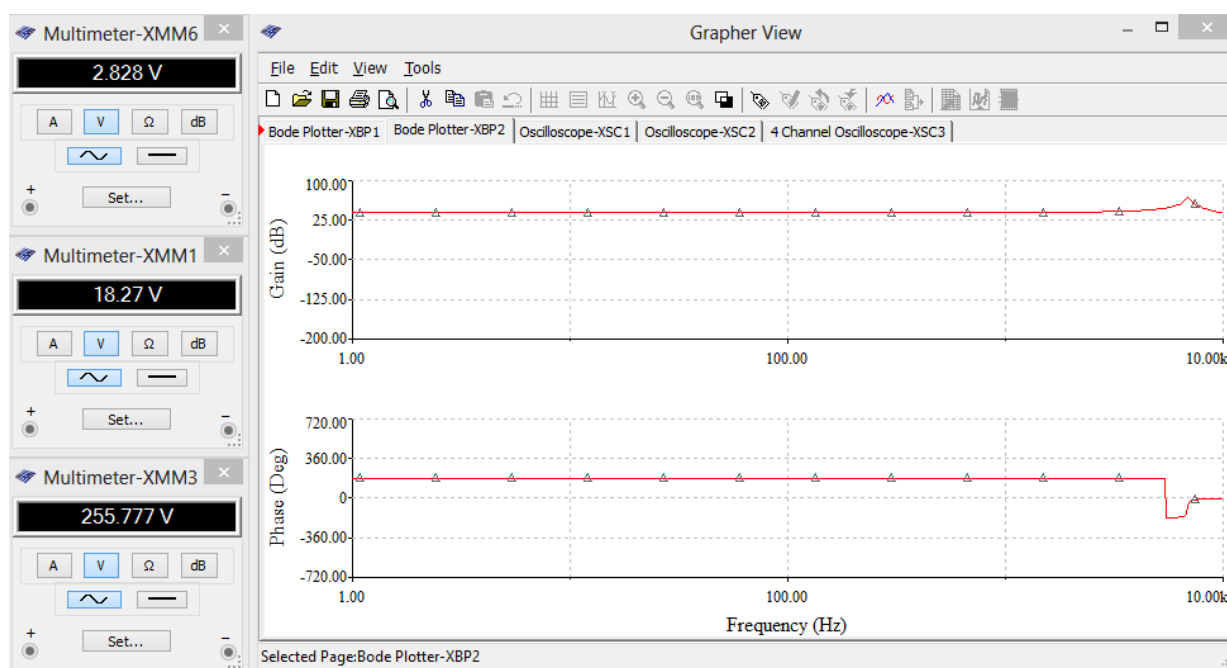 Multimeter-XMM6
2.828 V
A V Ω dB
+ Set... −
Multimeter-XMM1
18.27 V
A V Ω dB
+ Set... −
Multimeter-XMM3
255.777 V
A V Ω dB
+ Set... −
Grapher View
File Edit View Tools
Bode Plotter-XBP1 Bode Plotter-XBP2 Oscilloscope-XSC1 Oscilloscope-XSC2 4 Channel Oscilloscope-XSC3
Gain (dB)
100.00
25.00
-50.00
-125.00
-200.00
1.00 100.00 10.00k
Phase (Deg)
720.00
360.00
0
-360.00
-720.00
1.00 100.00 10.00k
Frequency (Hz)
Selected Page:Bode Plotter-XBP2